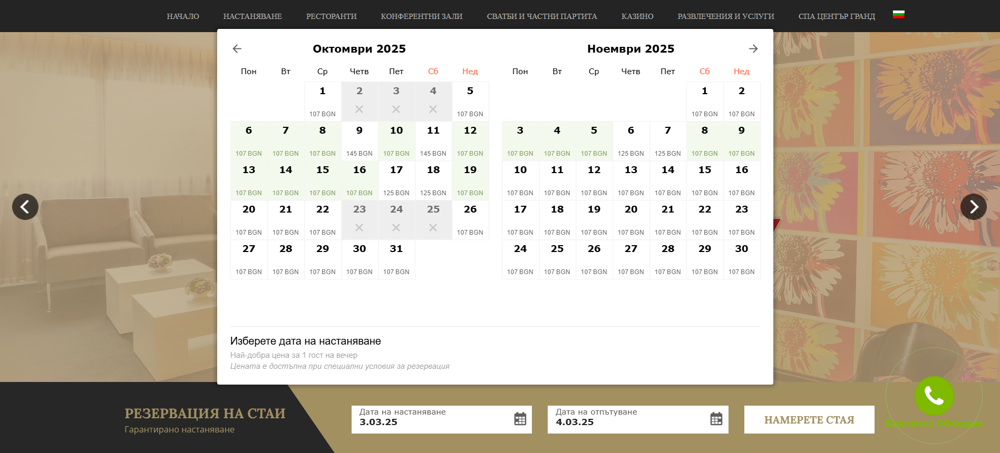 НАЧАЛО НАСТАНЯВАНЕ РЕСТОРАНТИ КОНФЕРЕНТНИ ЗАЛИ СВАТБИ И ЧАСТНИ ПАРТИТА КАЗИНО РАЗВЛЕЧЕНИЯ И УСЛУГИ СПА ЦЕНТЪР ГРАНД
Октомври 2025
Пон Вт Ср Четв Пет Сб Нед
1 2 3 4 5
107 BGN 107 BGN
6 7 8 9 10 11 12
107 BGN 107 BGN 107 BGN 145 BGN 107 BGN 145 BGN 107 BGN
13 14 15 16 17 18 19
107 BGN 107 BGN 107 BGN 107 BGN 125 BGN 125 BGN 107 BGN
20 21 22 23 24 25 26
107 BGN 107 BGN 107 BGN 107 BGN
27 28 29 30 31
107 BGN 107 BGN 107 BGN 107 BGN 107 BGN
Ноември 2025
Пон Вт Ср Четв Пет Сб Нед
1 2
107 BGN 107 BGN
3 4 5 6 7 8 9
107 BGN 107 BGN 107 BGN 125 BGN 125 BGN 107 BGN 107 BGN
10 11 12 13 14 15 16
107 BGN 107 BGN 107 BGN 107 BGN 107 BGN 107 BGN 107 BGN
17 18 19 20 21 22 23
107 BGN 107 BGN 107 BGN 107 BGN 107 BGN 107 BGN 107 BGN
24 25 26 27 28 29 30
107 BGN 107 BGN 107 BGN 107 BGN 107 BGN 107 BGN 107 BGN
Изберете дата на настаняване
Най-добра цена за 1 гост на вечер
Цената е достъпна при специални условия за резервация
РЕЗЕРВАЦИЯ НА СТАИ
Гарантирано настаняване
Дата на настаняване
3.03.25
Дата на отпътуване
4.03.25
НАМЕРЕТЕ СТАЯ
Безплатно Обаждане